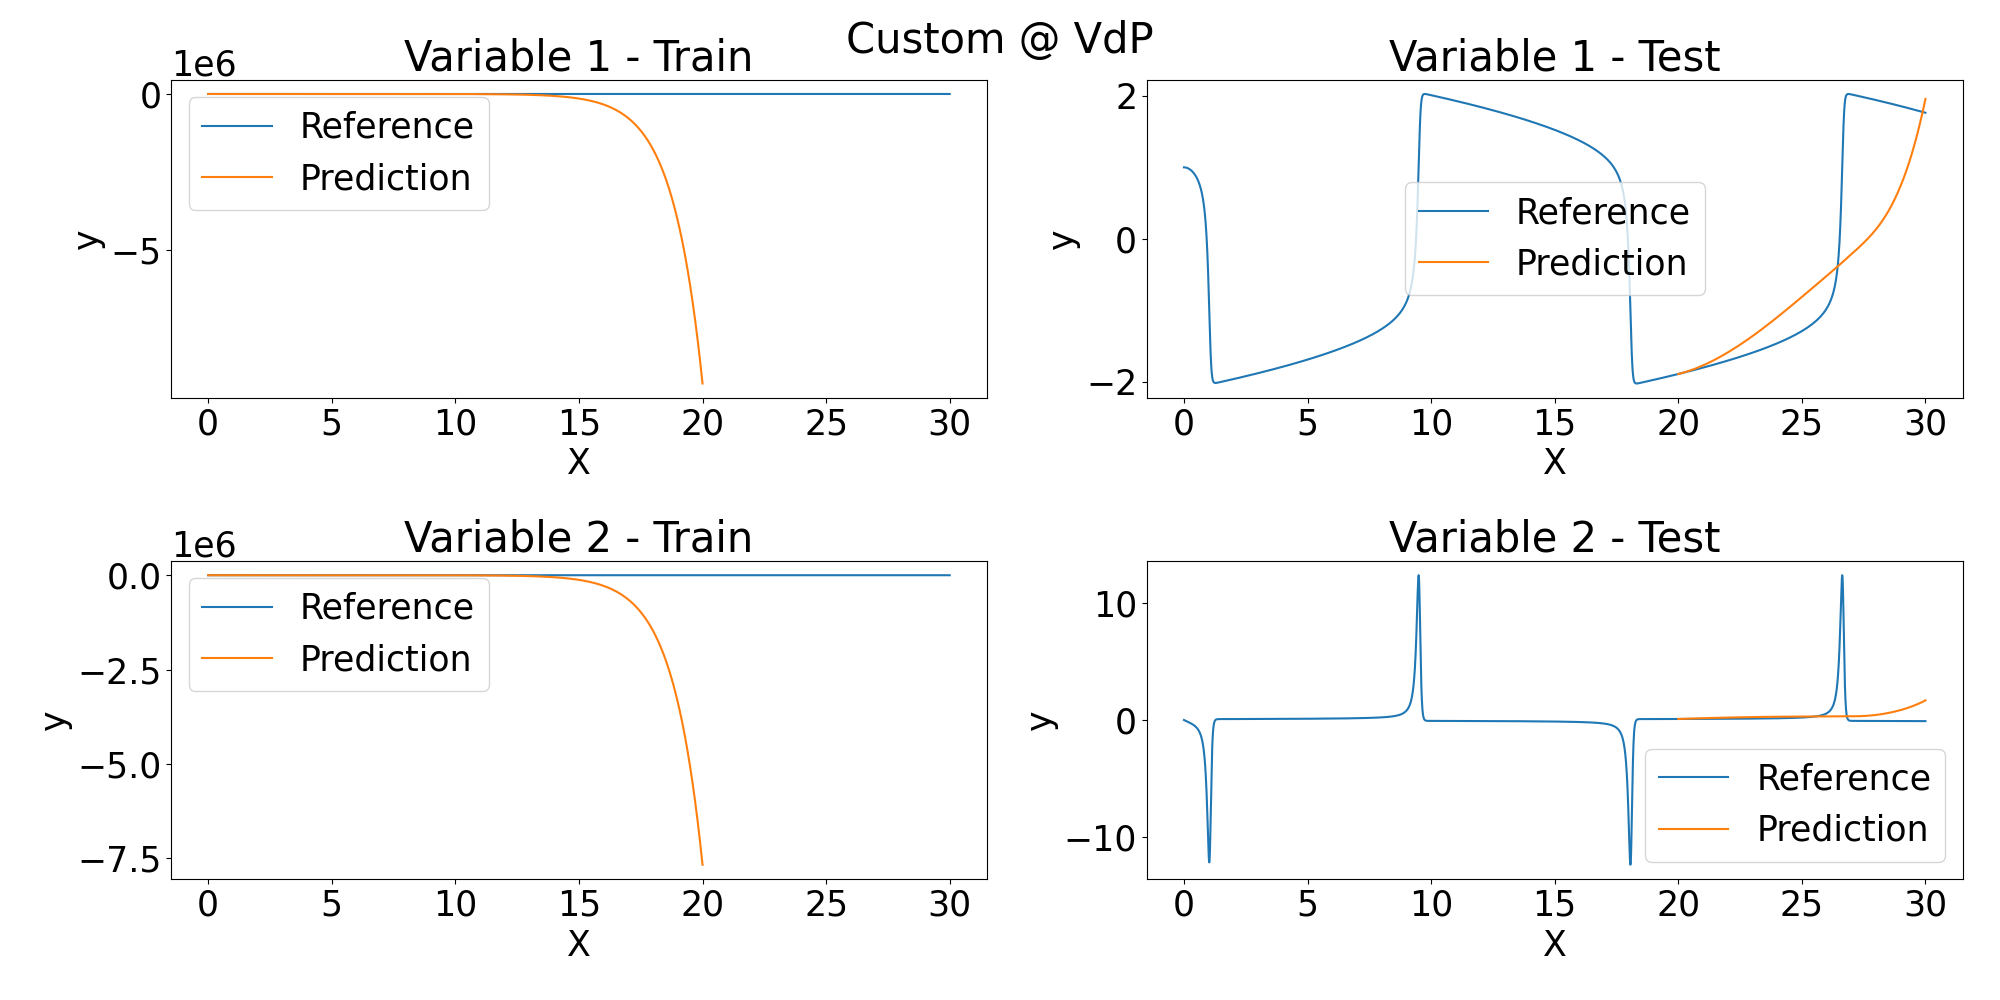 Custom @ VdP
Variable 1 - Train
1e6
0
−5
y
Reference
Prediction
0 5 10 15 20 25 30
X
Variable 1 - Test
2
0
−2
y
Reference
Prediction
0 5 10 15 20 25 30
X
Variable 2 - Train
1e6
0.0
−2.5
−5.0
−7.5
y
Reference
Prediction
0 5 10 15 20 25 30
X
Variable 2 - Test
10
0
−10
y
Reference
Prediction
0 5 10 15 20 25 30
X